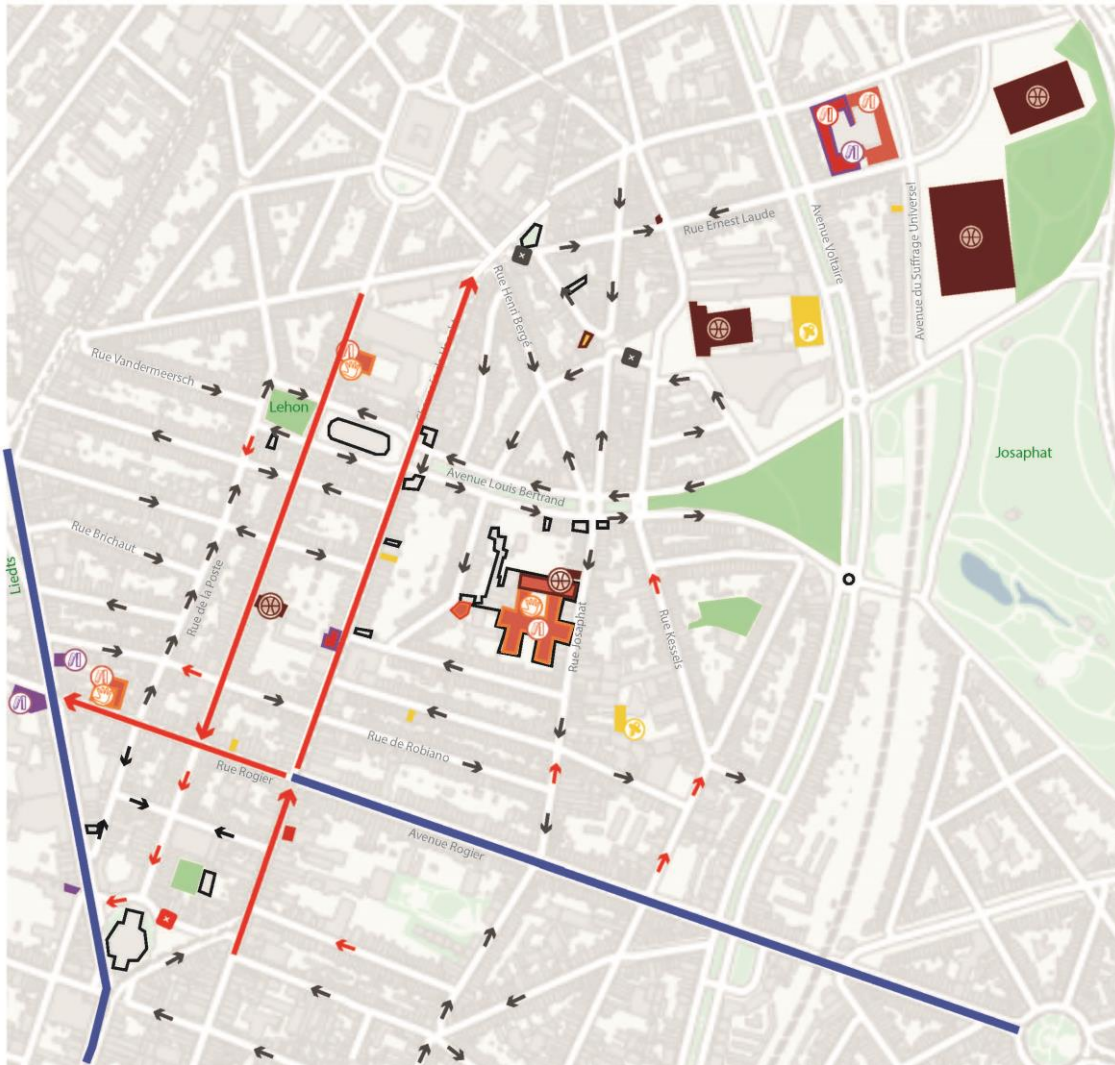 Rue Ernest Laude
Avenue Voltaire
Avenue du Suffrage Universel
Rue Henri Bergé
Rue Vandermeersch
Lehon
Josaphat
Avenue Louis Bertrand
Rue Brichaut
Liedts
Rue de la Poste
Rue Josaphat
Rue Kessels
Rue de Robiano
Rue Rogier
Avenue Rogier